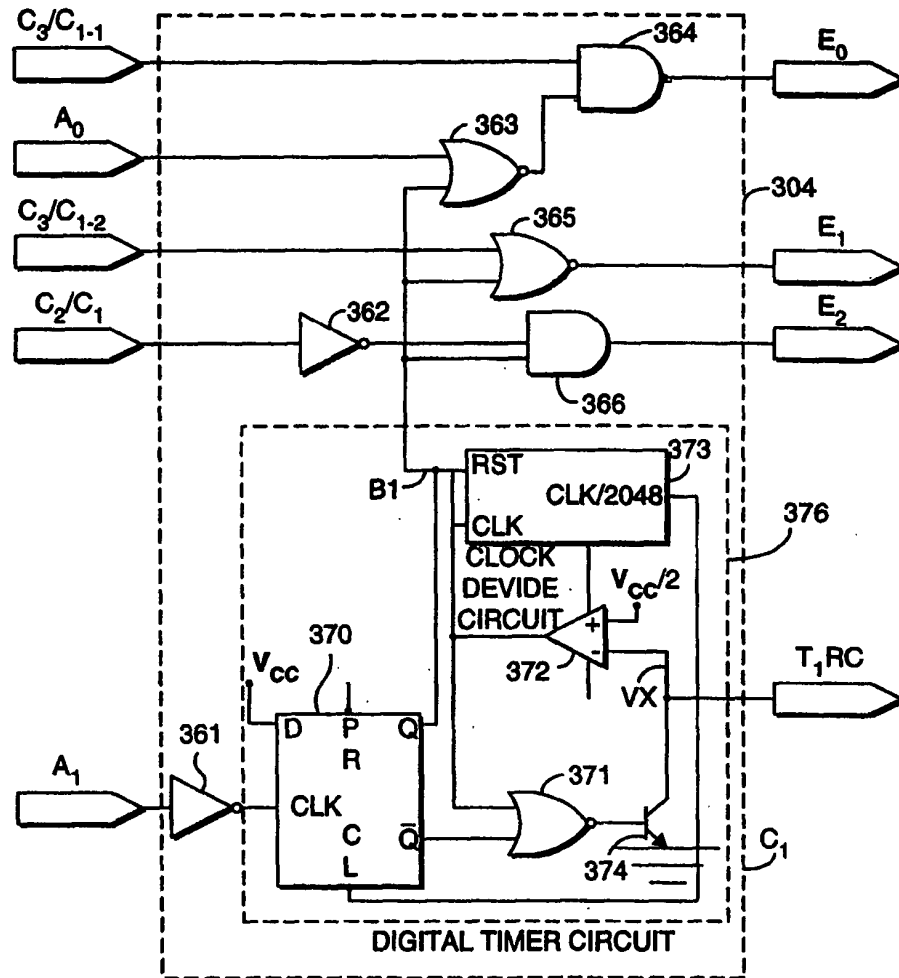 C3/C1-1
364
E0
A0
363
304
C3/C1-2
365
E1
C2/C1
362
E2
366
373
RST
B1
CLK/2048
376
CLK
CLOCK
DEVIDE
CIRCUIT
VCC/2
+
-
372
370
VCC
VX
T1RC
D
P
R
Q
361
371
A1
CLK
C
L
Q̅
374
C1
DIGITAL TIMER CIRCUIT